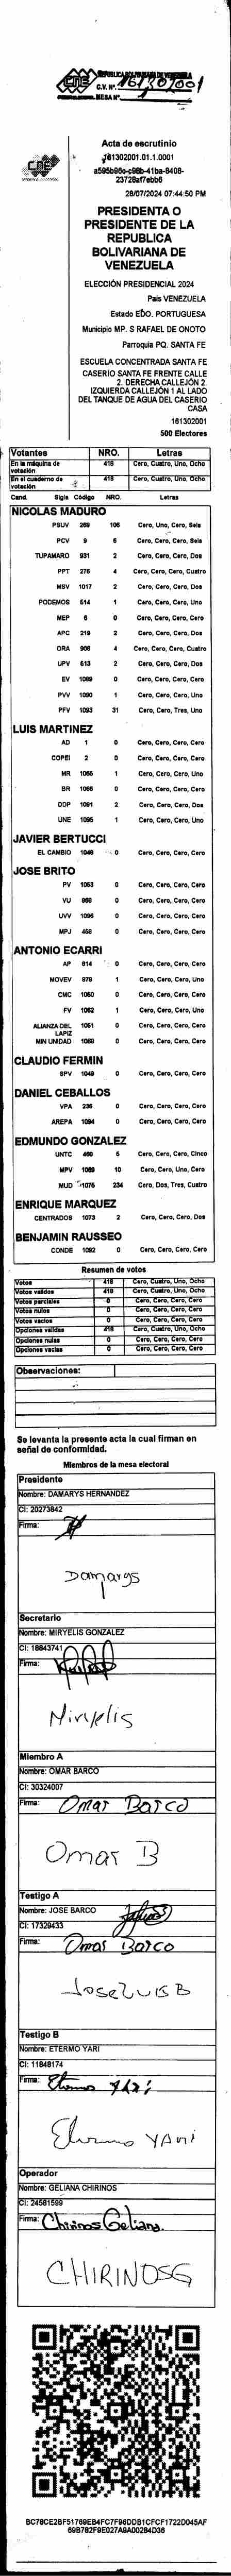 CNE REPUBLICA BOLIVARIANA DE VENEZUELA
C.V. Nº. 161302001
MESA Nº. 1
CNE
Acta de escrutinio
161302001.01.1.0001
28/07/2024 07:44:50 PM
PRESIDENTA O
PRESIDENTE DE LA
REPUBLICA
BOLIVARIANA DE
VENEZUELA
ELECCIÓN PRESIDENCIAL 2024
País VENEZUELA
Estado EDO. PORTUGUESA
Municipio MP. S RAFAEL DE ONOTO
Parroquia PQ. SANTA FE
ESCUELA CONCENTRADA SANTA FE
CASERÍO SANTA FE FRENTE CALLE
2. DERECHA CALLEJÓN 2.
IZQUIERDA CALLEJÓN 1 AL LADO
DEL TANQUE DE AGUA DEL CASERIO
CASA
161302001
500 Electores
Votantes NRO. Letras
En la máquina de votación 418 Cero, Cuatro, Uno, Ocho
En el cuaderno de votación 418 Cero, Cuatro, Uno, Ocho
Cand. Sigla Código NRO. Letras
NICOLAS MADURO
PSUV 269 106 Cero, Uno, Cero, Seis
PCV 9 6 Cero, Cero, Cero, Seis
TUPAMARO 931 2 Cero, Cero, Cero, Dos
PPT 276 4 Cero, Cero, Cero, Cuatro
MSV 1017 2 Cero, Cero, Cero, Dos
PODEMOS 514 1 Cero, Cero, Cero, Uno
MEP 6 0 Cero, Cero, Cero, Cero
APC 219 2 Cero, Cero, Cero, Dos
ORA 906 4 Cero, Cero, Cero, Cuatro
UPV 613 2 Cero, Cero, Cero, Dos
EV 1089 0 Cero, Cero, Cero, Cero
PVV 1090 1 Cero, Cero, Cero, Uno
PFV 1093 31 Cero, Cero, Tres, Uno
LUIS MARTINEZ
AD 1 0 Cero, Cero, Cero, Cero
COPEI 2 0 Cero, Cero, Cero, Cero
MR 1065 1 Cero, Cero, Cero, Uno
BR 1066 0 Cero, Cero, Cero, Cero
DDP 1091 2 Cero, Cero, Cero, Dos
UNE 1095 1 Cero, Cero, Cero, Uno
JAVIER BERTUCCI
EL CAMBIO 1048 0 Cero, Cero, Cero, Cero
JOSE BRITO
PV 1053 0 Cero, Cero, Cero, Cero
VU 968 0 Cero, Cero, Cero, Cero
UVV 1096 0 Cero, Cero, Cero, Cero
MPJ 458 0 Cero, Cero, Cero, Cero
ANTONIO ECARRI
AP 914 0 Cero, Cero, Cero, Cero
MOVEV 978 1 Cero, Cero, Cero, Uno
CMC 1060 0 Cero, Cero, Cero, Cero
FV 1062 1 Cero, Cero, Cero, Uno
ALIANZA DEL LAPIZ 1061 0 Cero, Cero, Cero, Cero
MIN UNIDAD 1088 0 Cero, Cero, Cero, Cero
CLAUDIO FERMIN
SPV 1049 0 Cero, Cero, Cero, Cero
DANIEL CEBALLOS
VPA 236 0 Cero, Cero, Cero, Cero
AREPA 1094 0 Cero, Cero, Cero, Cero
EDMUNDO GONZALEZ
UNTC 460 5 Cero, Cero, Cero, Cinco
MPV 1069 10 Cero, Cero, Uno, Cero
MUD 1076 234 Cero, Dos, Tres, Cuatro
ENRIQUE MARQUEZ
CENTRADOS 1073 2 Cero, Cero, Cero, Dos
BENJAMIN RAUSSEO
CONDE 1092 0 Cero, Cero, Cero, Cero
Resumen de votos
Votos 418 Cero, Cuatro, Uno, Ocho
Votos validos 418 Cero, Cuatro, Uno, Ocho
Votos parciales 0 Cero, Cero, Cero, Cero
Votos nulos 0 Cero, Cero, Cero, Cero
Votos vacios 0 Cero, Cero, Cero, Cero
Opciones validas 418 Cero, Cuatro, Uno, Ocho
Opciones nulas 0 Cero, Cero, Cero, Cero
Opciones vacias 0 Cero, Cero, Cero, Cero
Observaciones:
Se levanta la presente acta la cual firman en
señal de conformidad.
Miembros de la mesa electoral
Presidente
Nombre: DAMARYS HERNANDEZ
CI: 20273842
Firma:
Damarys
Secretario
Nombre: MIRYELIS GONZALEZ
CI: 18843741
Firma:
Miryelis
Miembro A
Nombre: OMAR BARCO
CI: 30324007
Firma: Omar Barco
Omar B
Testigo A
Nombre: JOSE BARCO
CI: 17329433
Firma: Omar Barco
Jose Luis B
Testigo B
Nombre: ETERMO YARI
CI: 11848174
Firma: Etermo Yari
Etermo YAri
Operador
Nombre: GELIANA CHIRINOS
CI: 24581599
Firma: Chirinos Geliana.
CHIRINOSG
BC78CE2BF51769EB4FC7F96DDB1CFCF1722D045AF
69B782F9E027A9A00284D36